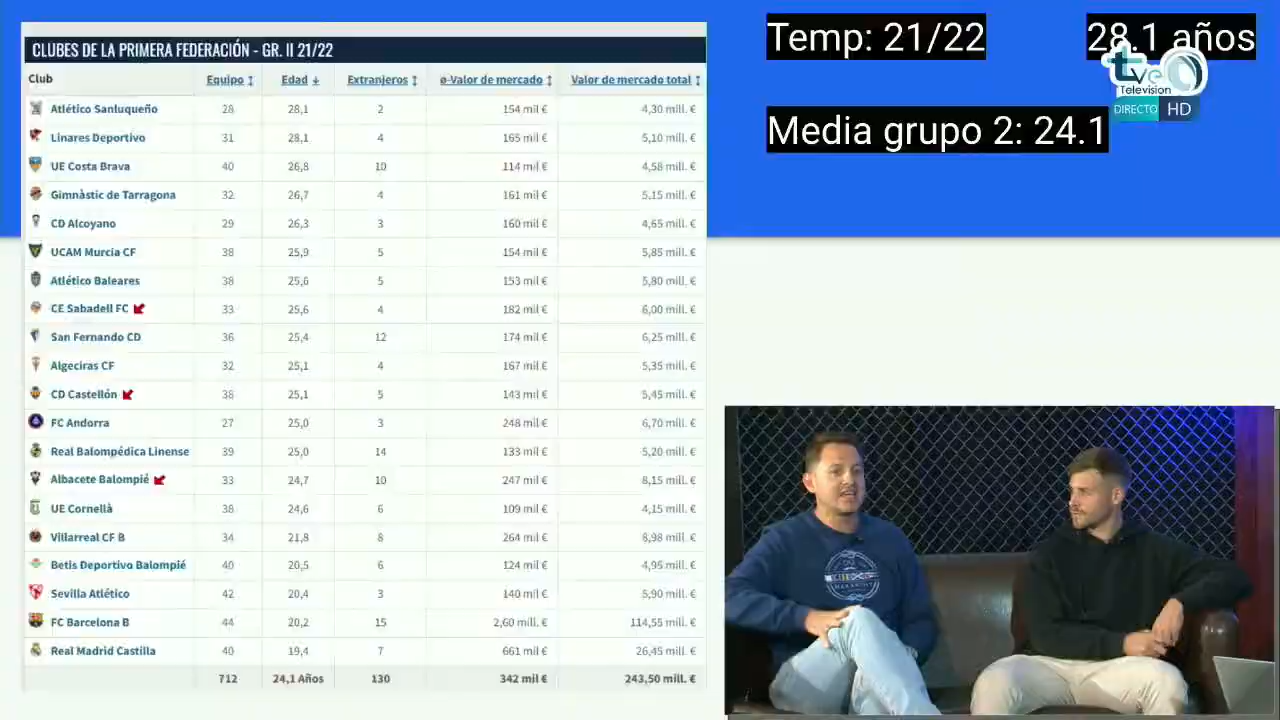 CLUBES DE LA PRIMERA FEDERACIÓN - GR. II 21/22
Club Equipo Edad Extranjeros ø-Valor de mercado Valor de mercado total
Atlético Sanluqueño 28 28,1 2 154 mil € 4,30 mill. €
Linares Deportivo 31 28,1 4 165 mil € 5,10 mill. €
UE Costa Brava 40 26,8 10 114 mil € 4,58 mill. €
Gimnàstic de Tarragona 32 26,7 4 161 mil € 5,15 mill. €
CD Alcoyano 29 26,3 3 160 mil € 4,65 mill. €
UCAM Murcia CF 38 25,9 5 154 mil € 5,85 mill. €
Atlético Baleares 38 25,6 5 153 mil € 5,80 mill. €
CE Sabadell FC 33 25,6 4 182 mil € 6,00 mill. €
San Fernando CD 36 25,4 12 174 mil € 6,25 mill. €
Algeciras CF 32 25,1 4 167 mil € 5,35 mill. €
CD Castellón 38 25,1 5 143 mil € 5,45 mill. €
FC Andorra 27 25,0 3 248 mil € 6,70 mill. €
Real Balompédica Linense 39 25,0 14 133 mil € 5,20 mill. €
Albacete Balompié 33 24,7 10 247 mil € 8,15 mill. €
UE Cornellà 38 24,6 6 109 mil € 4,15 mill. €
Villarreal CF B 34 21,8 8 264 mil € 8,98 mill. €
Betis Deportivo Balompié 40 20,5 6 124 mil € 4,95 mill. €
Sevilla Atlético 42 20,4 3 140 mil € 5,90 mill. €
FC Barcelona B 44 20,2 15 2,60 mill. € 114,55 mill. €
Real Madrid Castilla 40 19,4 7 661 mil € 26,45 mill. €
712 24,1 Años 130 342 mil € 243,50 mill. €
Temp: 21/22 28.1 años
tve
Television
DIRECTO HD
Media grupo 2: 24.1